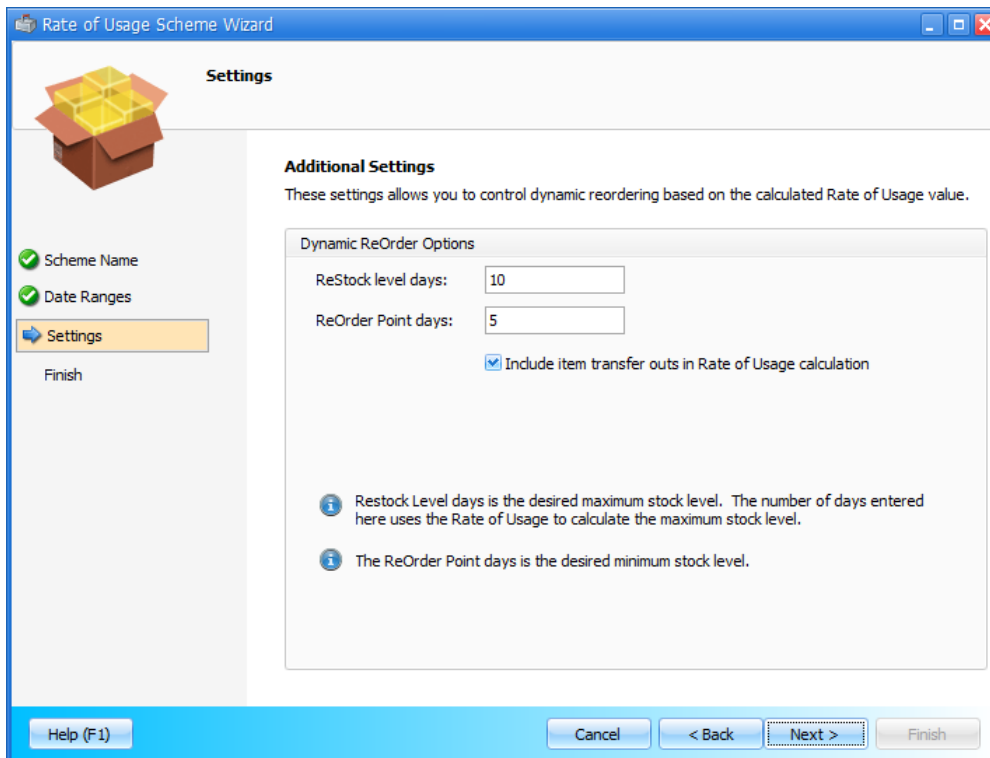 Rate of Usage Scheme Wizard
Settings
Additional Settings
These settings allows you to control dynamic reordering based on the calculated Rate of Usage value.
Scheme Name
Date Ranges
Settings
Finish
Dynamic ReOrder Options
ReStock level days: 10
ReOrder Point days: 5
Include item transfer outs in Rate of Usage calculation
Restock Level days is the desired maximum stock level. The number of days entered
here uses the Rate of Usage to calculate the maximum stock level.
The ReOrder Point days is the desired minimum stock level.
Help (F1) Cancel < Back Next > Finish